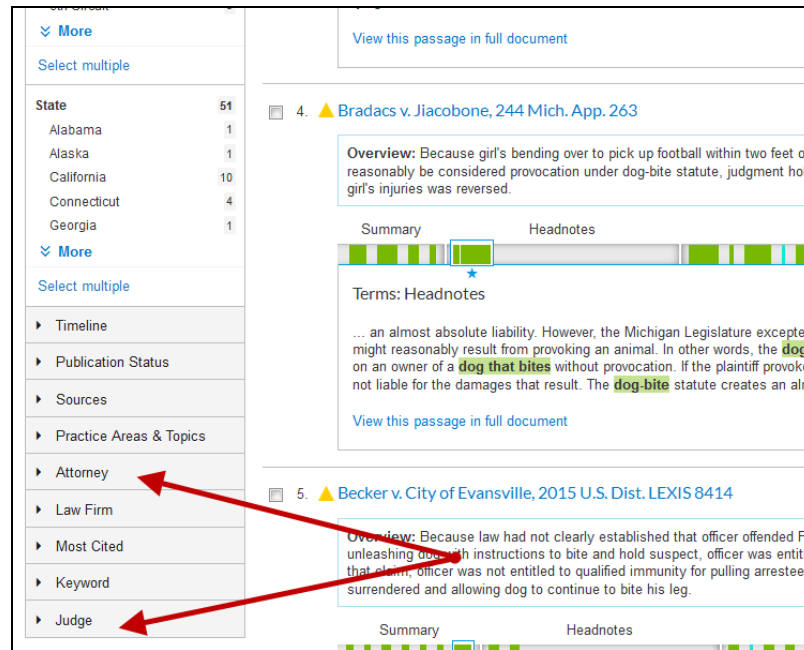 More
Select multiple
State 51
Alabama 1
Alaska 1
California 10
Connecticut 4
Georgia 1
More
Select multiple
Timeline
Publication Status
Sources
Practice Areas & Topics
Attorney
Law Firm
Most Cited
Keyword
Judge
View this passage in full document
4. Bradacs v. Jiacobone, 244 Mich. App. 263
Overview: Because girl's bending over to pick up football within two feet
reasonably be considered provocation under dog-bite statute, judgment
girl's injuries was reversed.
Summary Headnotes
Terms: Headnotes
... an almost absolute liability. However, the Michigan Legislature
might reasonably result from provoking an animal. In other words, the dog
on an owner of a dog that bites without provocation. If the plaintiff
not liable for the damages that result. The dog-bite statute creates an
View this passage in full document
5. Becker v. City of Evansville, 2015 U.S. Dist. LEXIS 8414
Overview: Because law had not clearly established that officer offended
unleashing dog with instructions to bite and hold suspect, officer was
that claim, officer was not entitled to qualified immunity for pulling arrestee
surrendered and allowing dog to continue to bite his leg.
Summary Headnotes